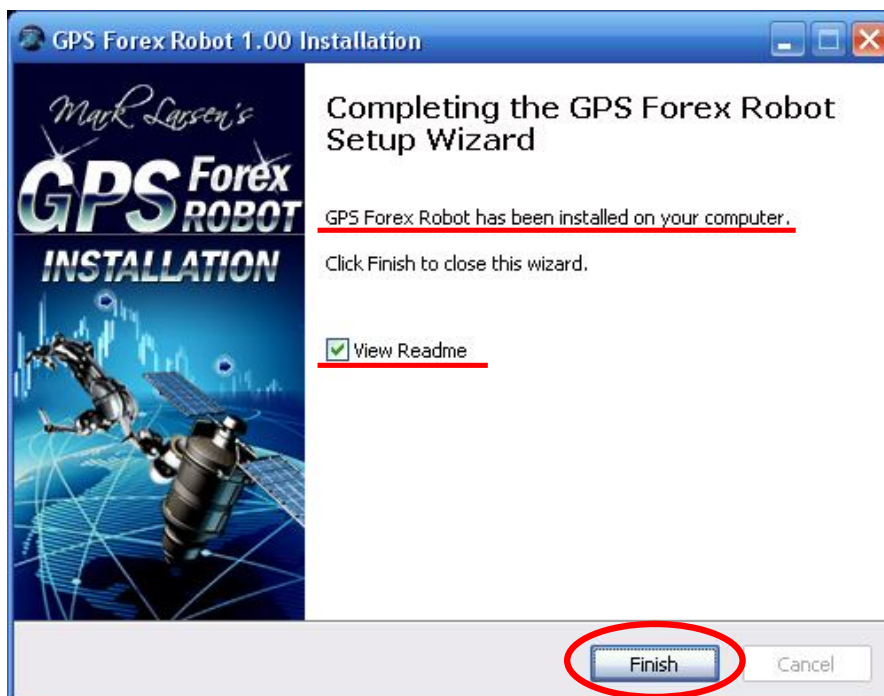 GPS Forex Robot 1.00 Installation
Mark Larsen's
GPS Forex
ROBOT
INSTALLATION
Completing the GPS Forex Robot
Setup Wizard
GPS Forex Robot has been installed on your computer.
Click Finish to close this wizard.
View Readme
Finish
Cancel